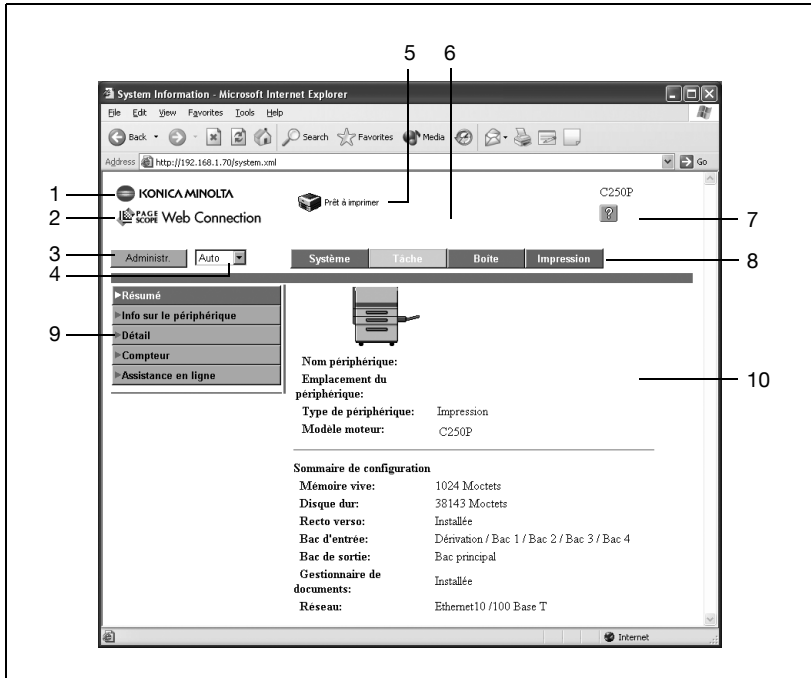 5 6
System Information - Microsoft Internet Explorer
File Edit View Favorites Tools Help
Back Search Favorites Media
Address http://192.168.1.70/system.xml Go
1 KONICA MINOLTA
Prêt à imprimer
C250P
2 PAGE SCOPE Web Connection
? 7
3 Administr. Auto Système Tâche Boîte Impression 8
4
Résumé
Info sur le périphérique
9 Détail
Compteur
Assistance en ligne
Nom périphérique:
Emplacement du
périphérique:
10
Type de périphérique: Impression
Modèle moteur: C250P
Sommaire de configuration
Mémoire vive: 1024 Moctets
Disque dur: 38143 Moctets
Recto verso: Installée
Bac d'entrée: Dérivation / Bac 1 / Bac 2 / Bac 3 / Bac 4
Bac de sortie: Bac principal
Gestionnaire de
documents: Installée
Réseau: Ethernet10 /100 Base T
Internet